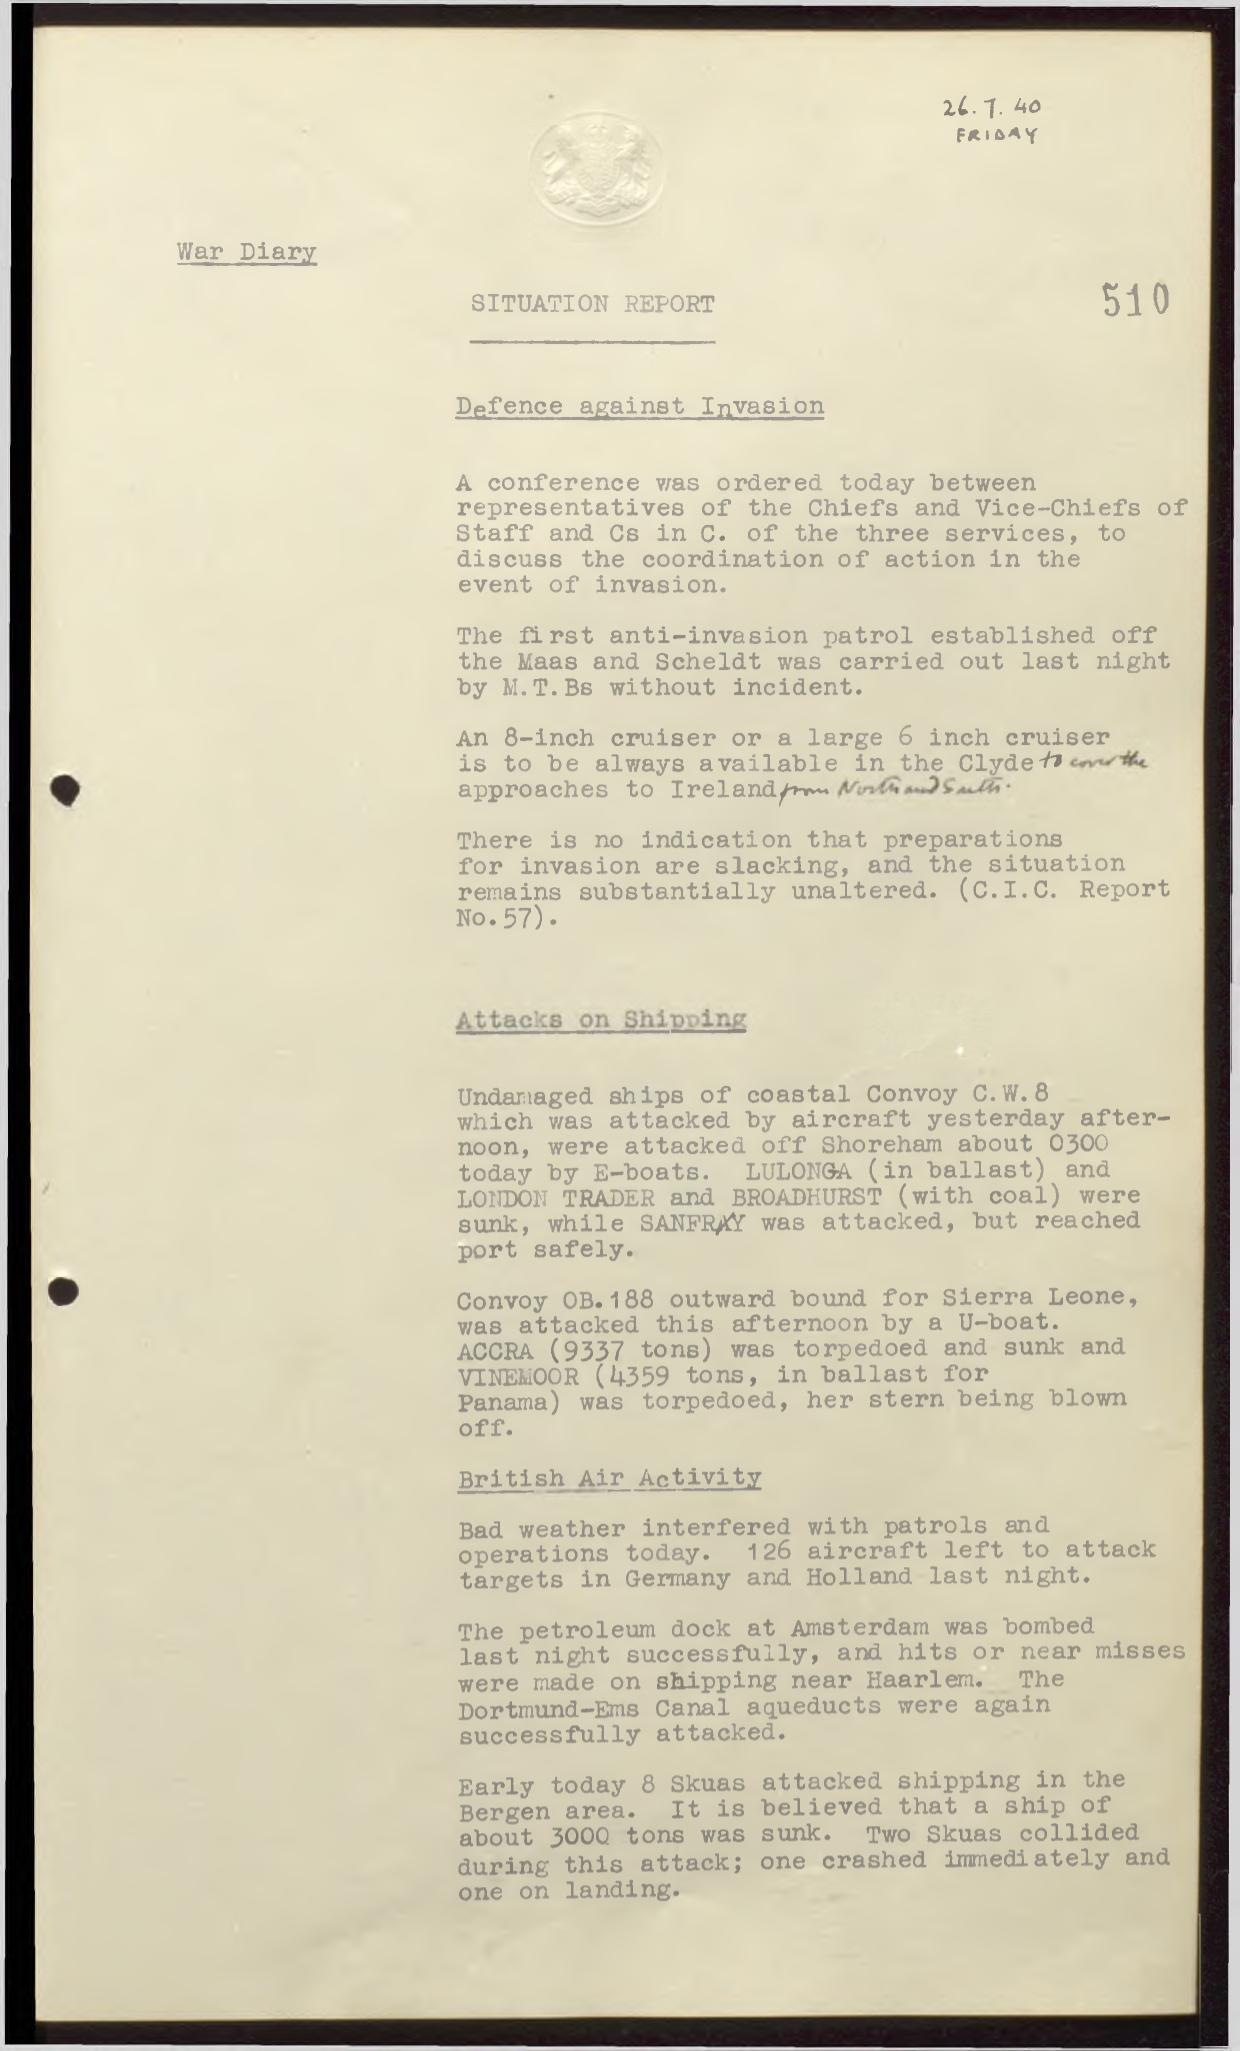 26.7.40
FRIDAY
War Diary
SITUATION REPORT
510
Defence against Invasion
A conference was ordered today between
representatives of the Chiefs and Vice-Chiefs of
Staff and Cs in C. of the three services, to
discuss the coordination of action in the
event of invasion.
The first anti-invasion patrol established off
the Maas and Scheldt was carried out last night
by M.T.Bs without incident.
An 8-inch cruiser or a large 6 inch cruiser
is to be always available in the Clyde to cover the
approaches to Ireland from North and South.
There is no indication that preparations
for invasion are slacking, and the situation
remains substantially unaltered. (C.I.C. Report
No.57).
Attacks on Shipping
Undamaged ships of coastal Convoy C.W.8
which was attacked by aircraft yesterday after-
noon, were attacked off Shoreham about 0300
today by E-boats. LULONGA (in ballast) and
LONDON TRADER and BROADHURST (with coal) were
sunk, while SANFRY was attacked, but reached
port safely.
Convoy OB.188 outward bound for Sierra Leone,
was attacked this afternoon by a U-boat.
ACCRA (9337 tons) was torpedoed and sunk and
VINEMOOR (4359 tons, in ballast for
Panama) was torpedoed, her stern being blown
off.
British Air Activity
Bad weather interfered with patrols and
operations today. 126 aircraft left to attack
targets in Germany and Holland last night.
The petroleum dock at Amsterdam was bombed
last night successfully, and hits or near misses
were made on shipping near Haarlem. The
Dortmund-Ems Canal aqueducts were again
successfully attacked.
Early today 8 Skuas attacked shipping in the
Bergen area. It is believed that a ship of
about 3000 tons was sunk. Two Skuas collided
during this attack; one crashed immediately and
one on landing.